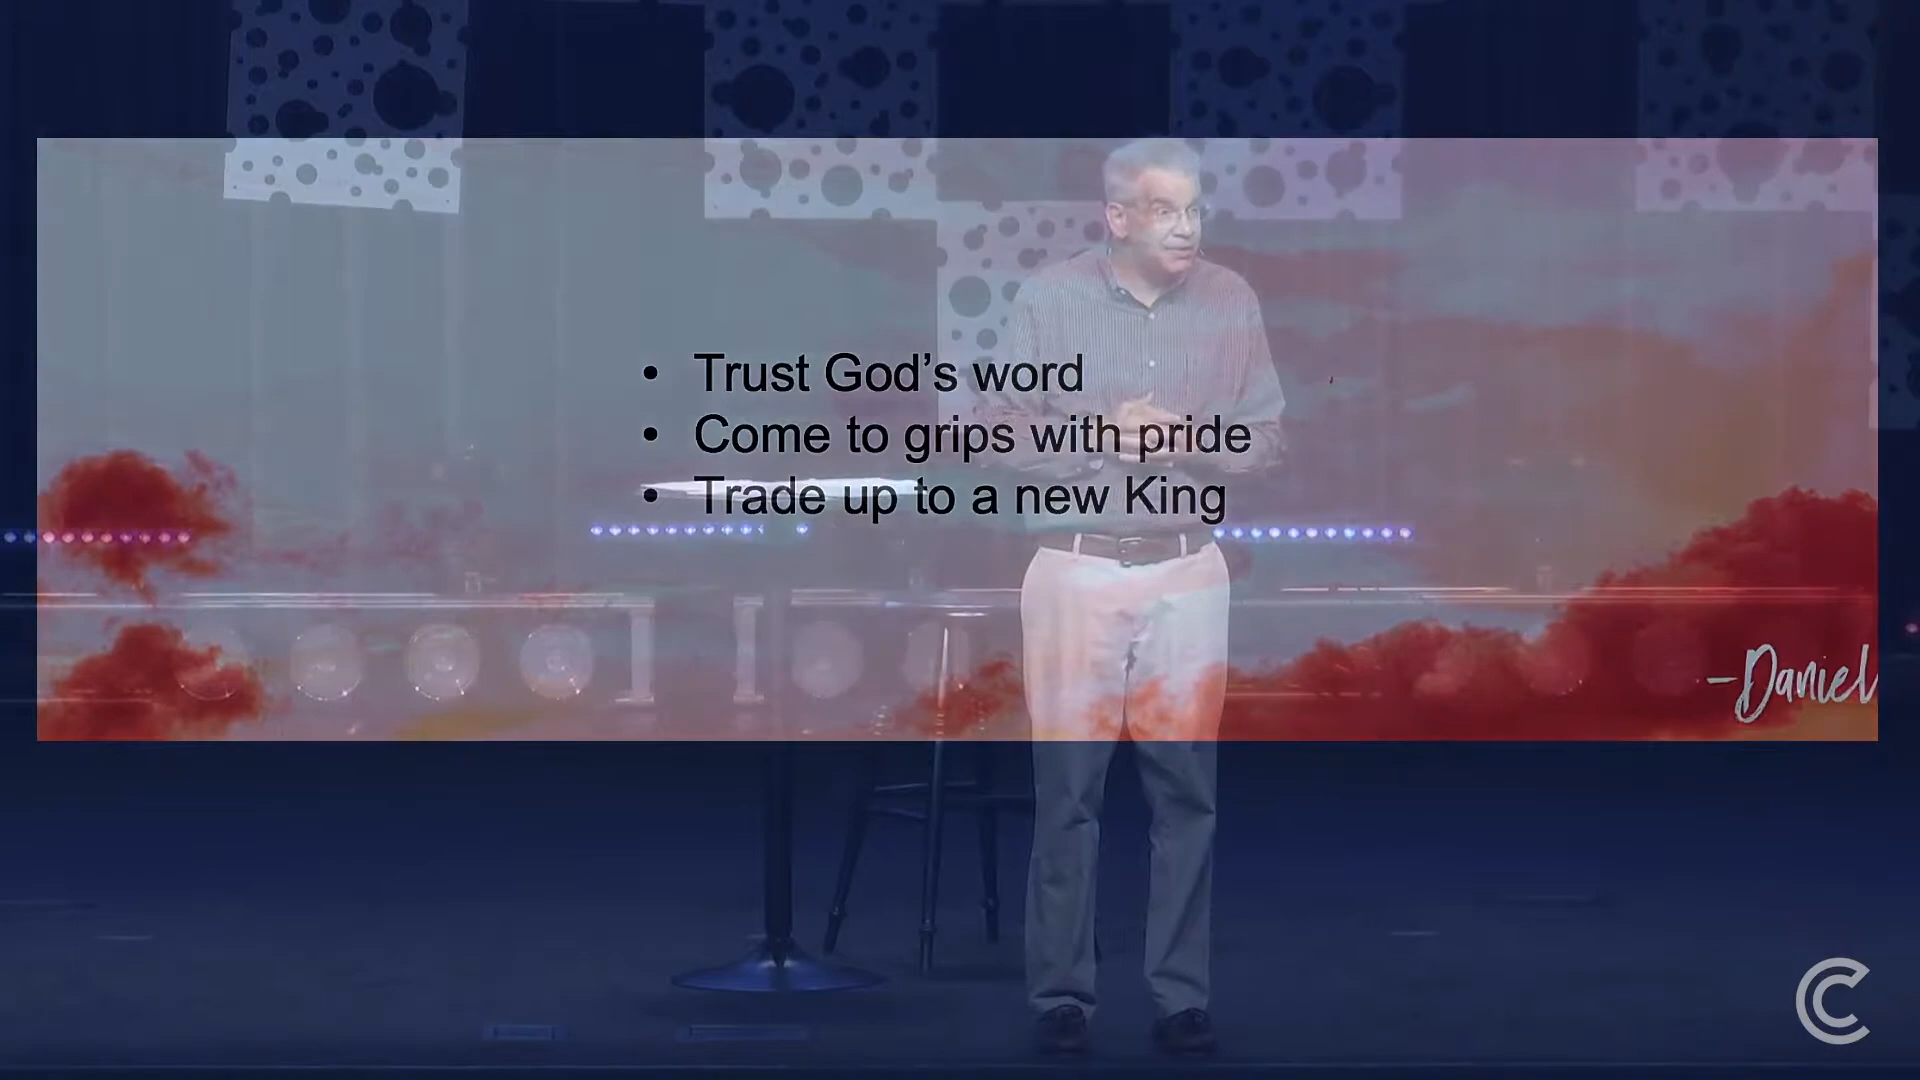 • Trust God’s word
• Come to grips with pride
• Trade up to a new King
-Daniel